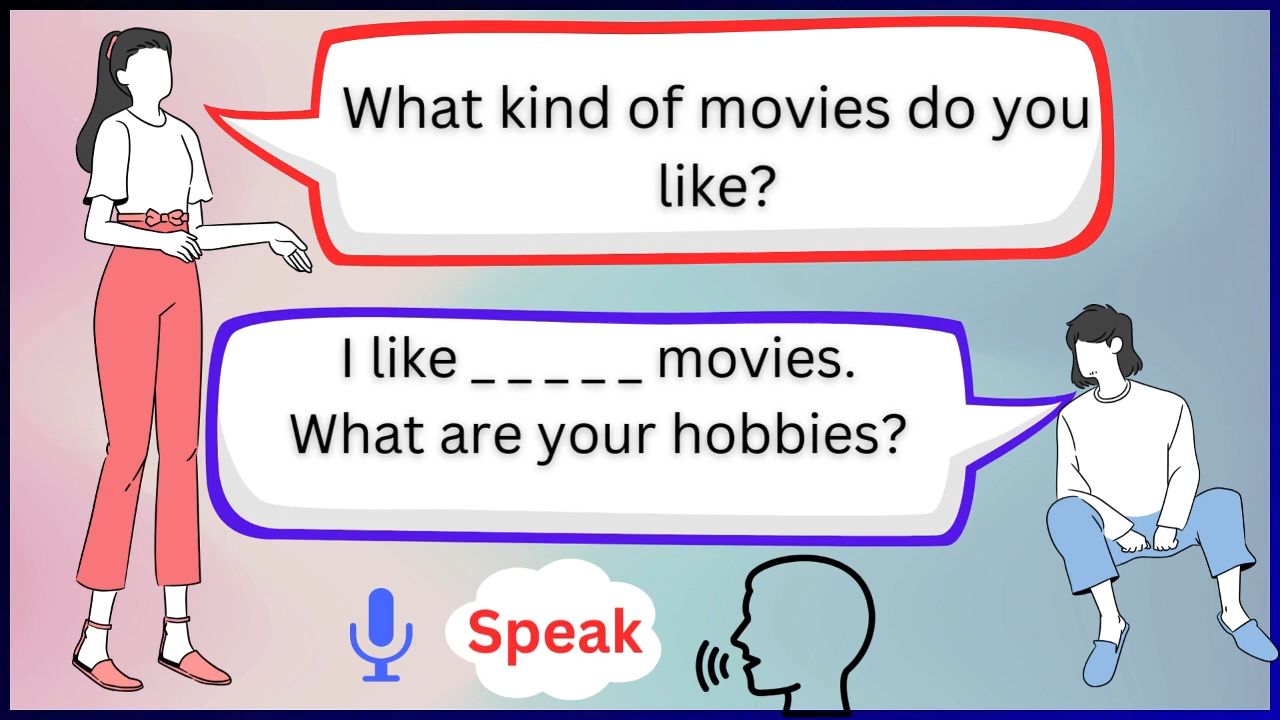 What kind of movies do you
like?
I like _ _ _ _ _ movies.
What are your hobbies?
Speak